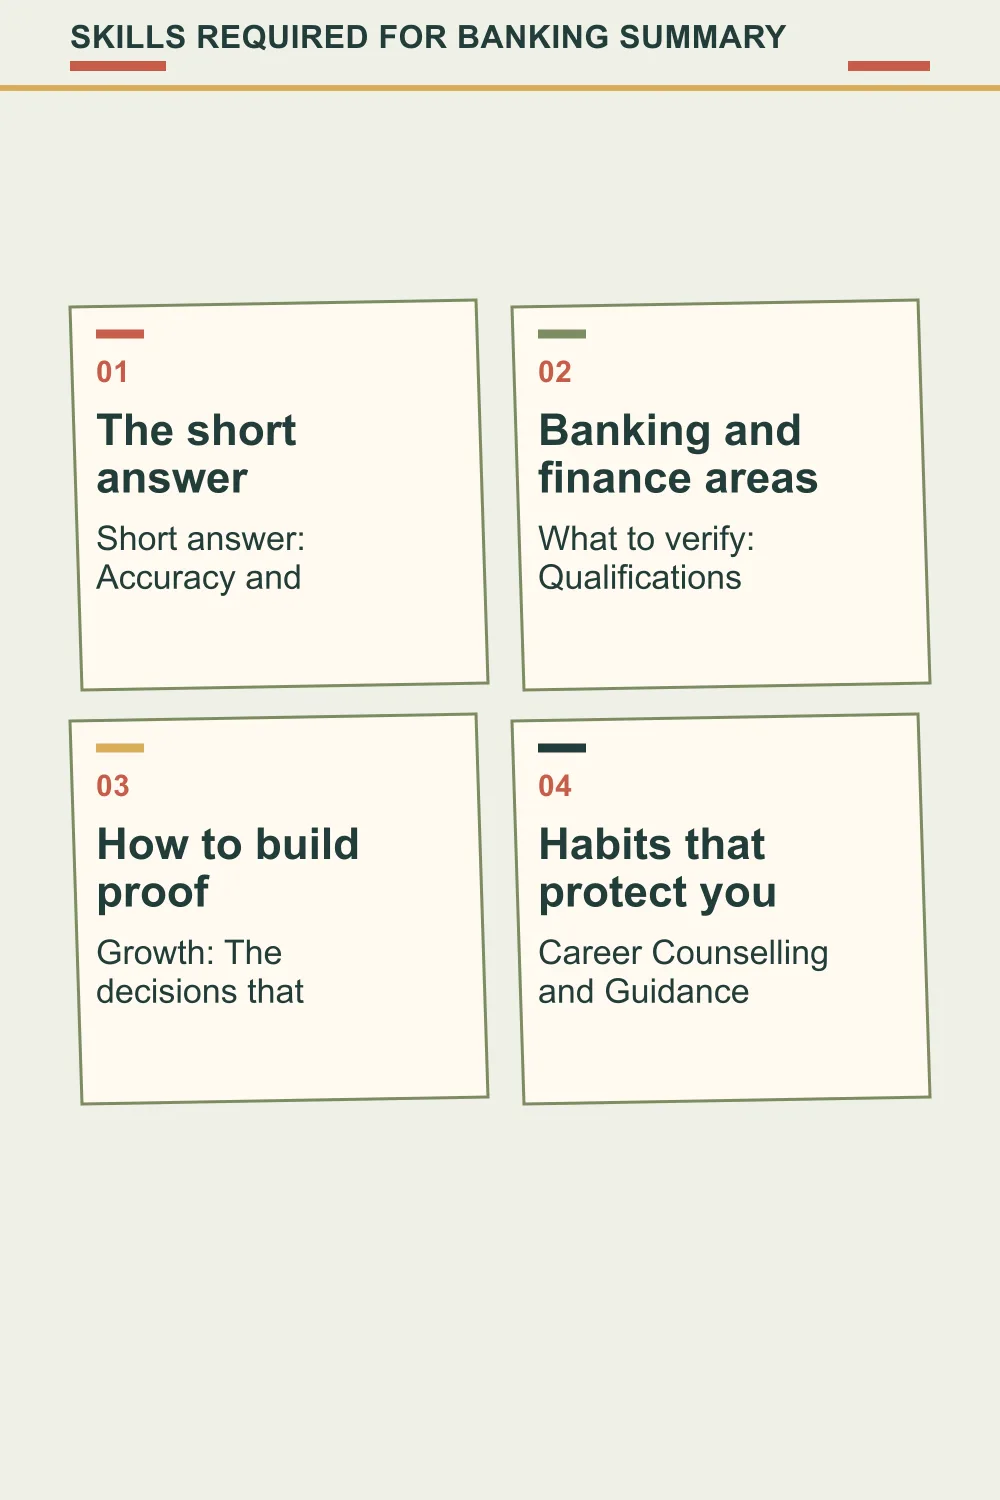 SKILLS REQUIRED FOR BANKING SUMMARY
01
The short
answer
Short answer:
Accuracy and
02
Banking and
finance areas
What to verify:
Qualifications
03
How to build
proof
Growth: The
decisions that
04
Habits that
protect you
Career Counselling
and Guidance